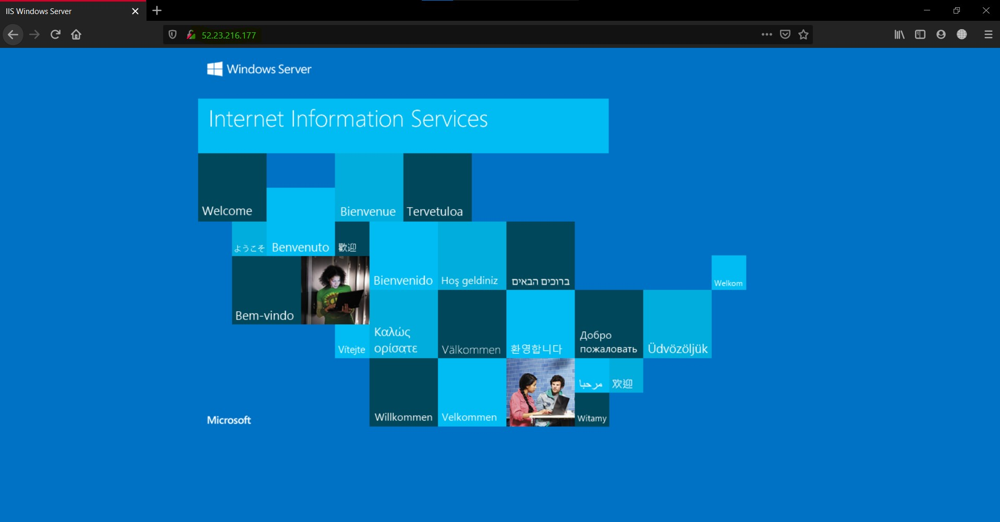 IIS Windows Server
52.23.216.177
Windows Server
Internet Information Services
Welcome
Bienvenue
Tervetuloa
ようこそ
Benvenuto
歡迎
Bienvenido
Hoş geldiniz
ברוכים הבאים
Welkom
Bem-vindo
Vítejte
Καλώς
ορίσατε
Välkommen
환영합니다
Добро
пожаловать
Üdvözöljük
مرحبا
欢迎
Willkommen
Velkommen
Witamy
Microsoft